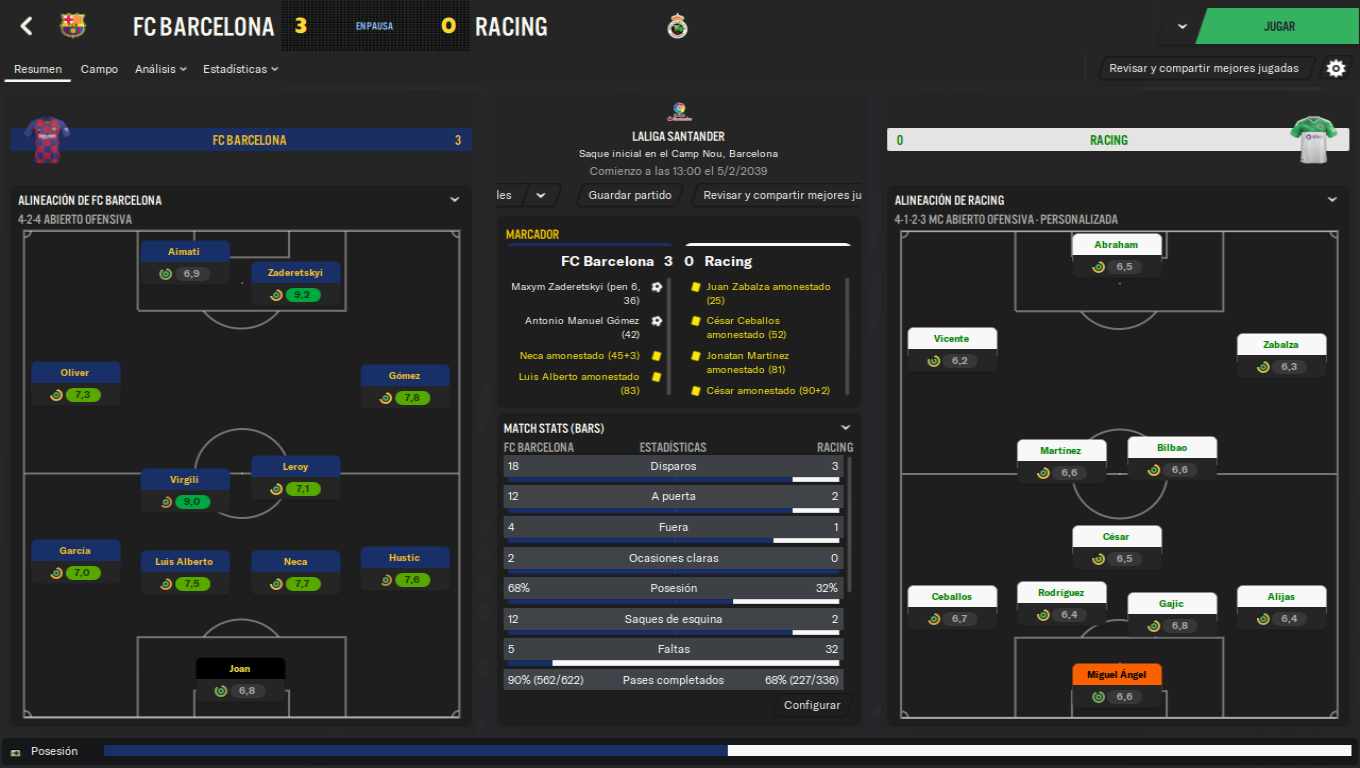 FC BARCELONA 3 EN PAUSA 0 RACING
JUGAR
Resumen Campo Análisis Estadísticas
Revisar y compartir mejores jugadas
FC BARCELONA 3
ALINEACIÓN DE FC BARCELONA
4-2-4 ABIERTO OFENSIVA
Aimati
6,9
Zaderetskyi
9,2
Oliver
7,3
Gómez
7,8
Leroy
7,1
Virgili
9,0
García
7,0
Luis Alberto
7,5
Neca
7,7
Hustic
7,6
Joan
6,8
LALIGA SANTANDER
Saque inicial en el Camp Nou, Barcelona
Comienzo a las 13:00 el 5/2/2039
les
Guardar partido
Revisar y compartir mejores ju
MARCADOR
FC Barcelona 3 0 Racing
Maxym Zaderetskyi (pen 6,
36)
Antonio Manuel Gómez
(42)
Neca amonestado (45+3)
Luis Alberto amonestado
(83)
Juan Zabalza amonestado
(25)
César Ceballos
amonestado (52)
Jonatan Martínez
amonestado (81)
César amonestado (90+2)
MATCH STATS (BARS)
FC BARCELONA ESTADÍSTICAS RACING
18 Disparos 3
12 A puerta 2
4 Fuera 1
2 Ocasiones claras 0
68% Posesión 32%
12 Saques de esquina 2
5 Faltas 32
90% (562/622) Pases completados 68% (227/336)
Configurar
0 RACING
ALINEACIÓN DE RACING
4-1-2-3 MC ABIERTO OFENSIVA - PERSONALIZADA
Abraham
6,5
Vicente
6,2
Zabalza
6,3
Martínez
6,6
Bilbao
6,6
César
6,5
Ceballos
6,7
Rodríguez
6,4
Gajic
6,8
Alijas
6,4
Miguel Ángel
6,6
Posesión